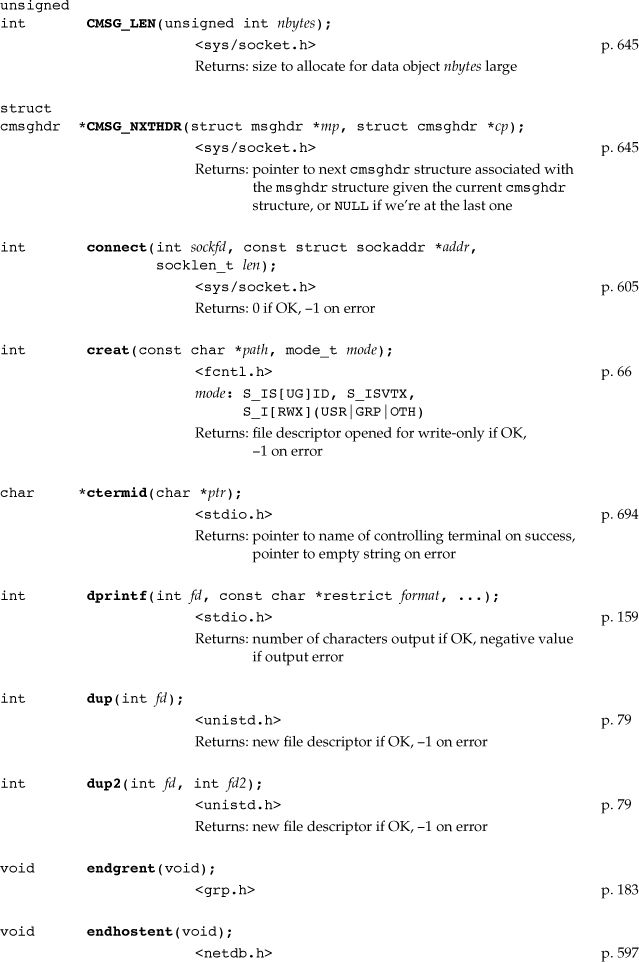 unsigned
int CMSG_LEN(unsigned int nbytes);
<sys/socket.h> p. 645
Returns: size to allocate for data object nbytes large
struct
cmsghdr *CMSG_NXTHDR(struct msghdr *mp, struct cmsghdr *cp);
<sys/socket.h> p. 645
Returns: pointer to next cmsghdr structure associated with
the msghdr structure given the current cmsghdr
structure, or NULL if we're at the last one
int connect(int sockfd, const struct sockaddr *addr,
socklen_t len);
<sys/socket.h> p. 605
Returns: 0 if OK, –1 on error
int creat(const char *path, mode_t mode);
<fcntl.h> p. 66
mode: S_IS[UG]ID, S_ISVTX,
S_I[RWX](USR|GRP|OTH)
Returns: file descriptor opened for write-only if OK,
–1 on error
char *ctermid(char *ptr);
<stdio.h> p. 694
Returns: pointer to name of controlling terminal on success,
pointer to empty string on error
int dprintf(int fd, const char *restrict format, ...);
<stdio.h> p. 159
Returns: number of characters output if OK, negative value
if output error
int dup(int fd);
<unistd.h> p. 79
Returns: new file descriptor if OK, –1 on error
int dup2(int fd, int fd2);
<unistd.h> p. 79
Returns: new file descriptor if OK, –1 on error
void endgrent(void);
<grp.h> p. 183
void endhostent(void);
<netdb.h> p. 597